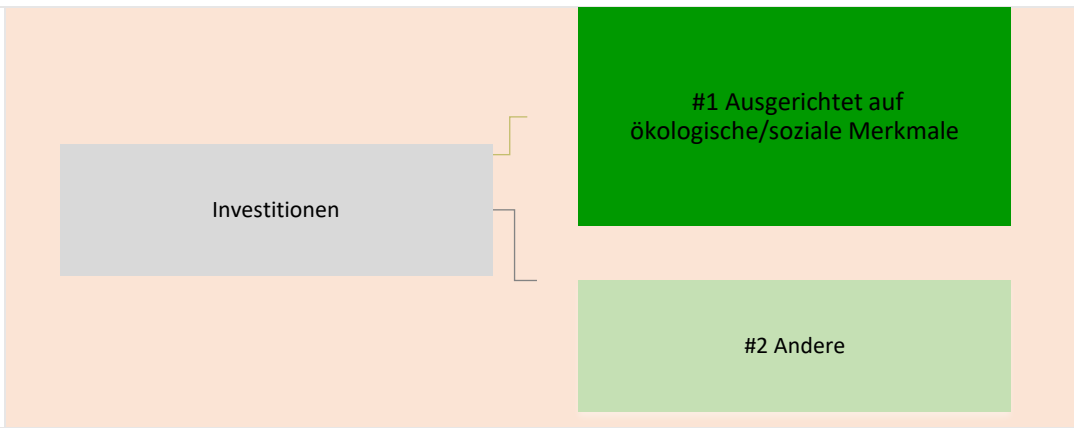 #1 Ausgerichtet auf
ökologische/soziale Merkmale
Investitionen
#2 Andere